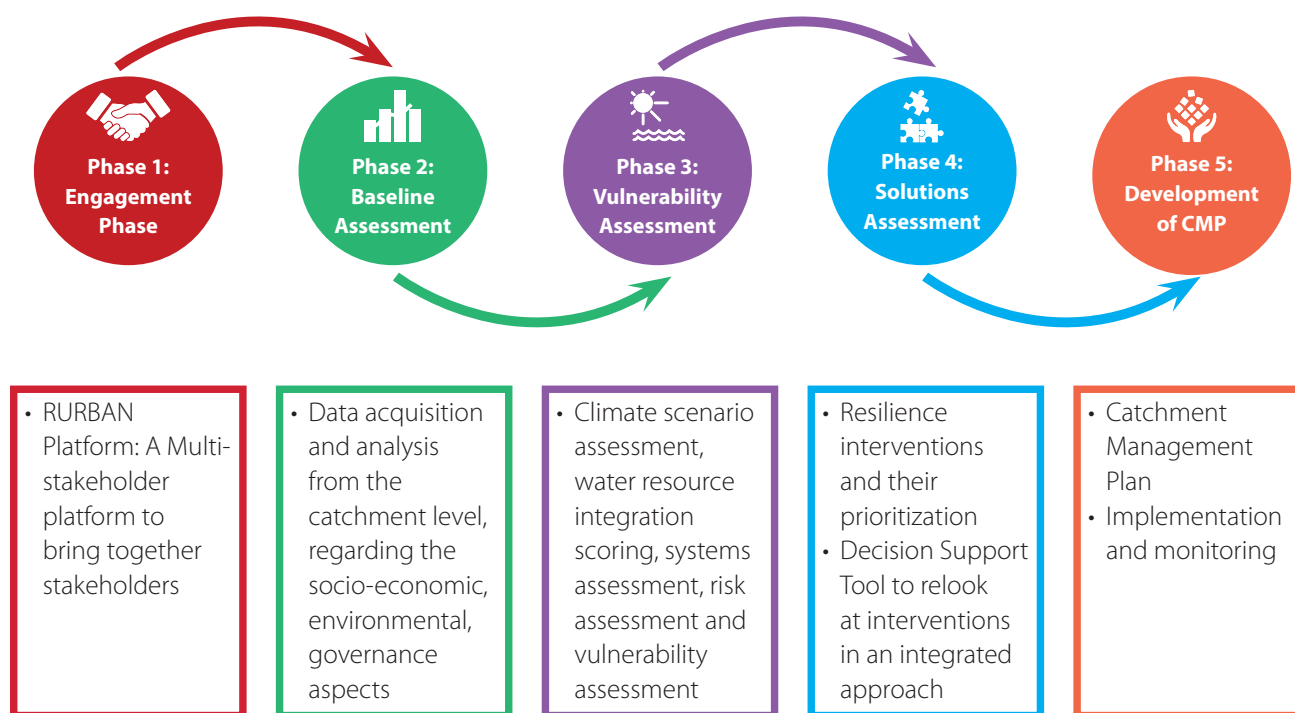 Phase 1:
Engagement
Phase
Phase 2:
Baseline
Assessment
Phase 3:
Vulnerability
Assessment
Phase 4:
Solutions
Assessment
Phase 5:
Development
of CMP
• RURBAN
Platform: A Multi-
stakeholder
platform to
bring together
stakeholders
• Data acquisition
and analysis
from the
catchment level,
regarding the
socio-economic,
environmental,
governance
aspects
• Climate scenario
assessment,
water resource
integration
scoring, systems
assessment, risk
assessment and
vulnerability
assessment
• Resilience
interventions
and their
prioritization
• Decision Support
Tool to relook
at interventions
in an integrated
approach
• Catchment
Management
Plan
• Implementation
and monitoring